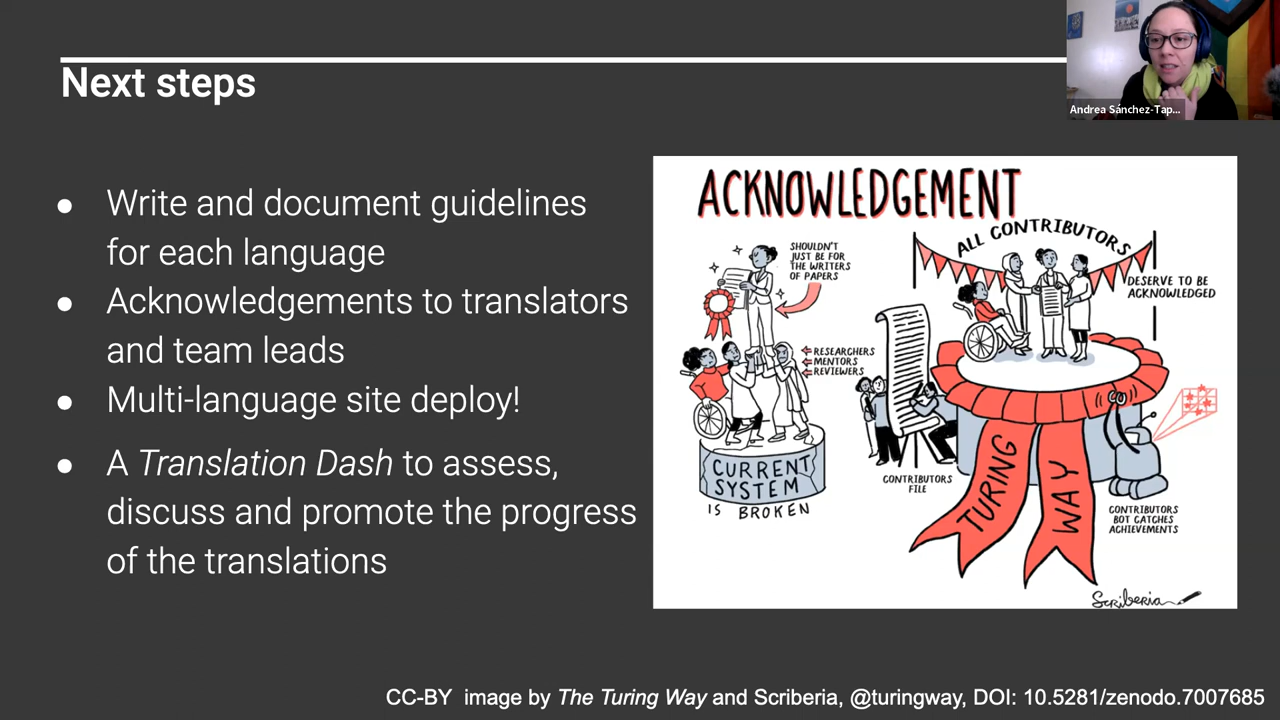 Next steps
Andrea Sánchez-Tap...
● Write and document guidelines
for each language
● Acknowledgements to translators
and team leads
● Multi-language site deploy!
● A Translation Dash to assess,
discuss and promote the progress
of the translations
ACKNOWLEDGEMENT
SHOULDN'T
JUST BE FOR
THE WRITERS
OF PAPERS
RESEARCHERS
MENTORS
REVIEWERS
CURRENT
SYSTEM
IS BROKEN
ALL CONTRIBUTORS
DESERVE TO BE
ACKNOWLEDGED
CONTRIBUTORS
FILE
TURING
WAY
CONTRIBUTORS
BOT CATCHES
ACHIEVEMENTS
Scriberia
CC-BY image by The Turing Way and Scriberia, @turingway, DOI: 10.5281/zenodo.7007685